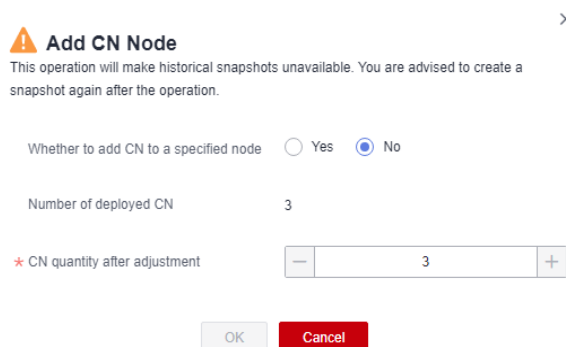 Add CN Node
This operation will make historical snapshots unavailable. You are advised to create a
snapshot again after the operation.
Whether to add CN to a specified node Yes No
Number of deployed CN 3
* CN quantity after adjustment − 3 +
OK Cancel